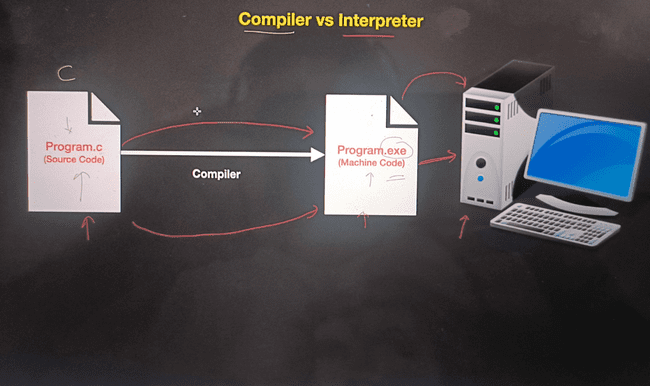 Compiler vs Interpreter
C
Program.c
(Source Code)
Compiler
Program.exe
(Machine Code)